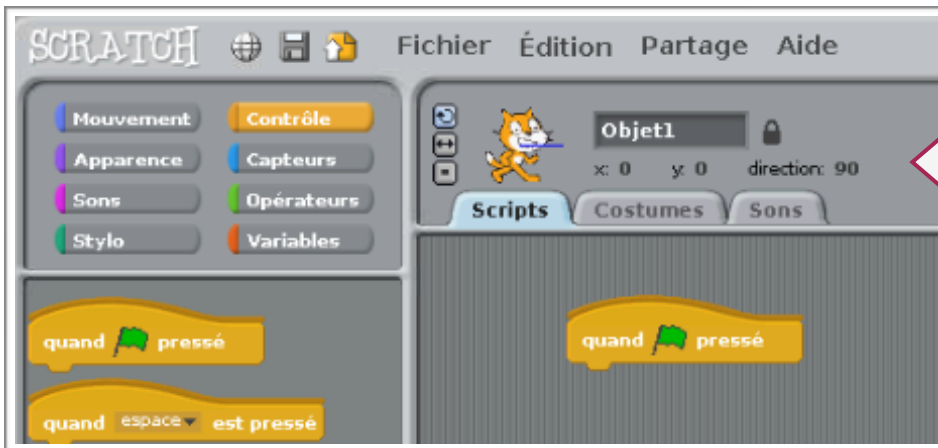 SCRATCH Fichier Édition Partage Aide
Mouvement Contrôle
Apparence Capteurs
Sons Opérateurs
Stylo Variables
Objet1
x: 0 y: 0 direction: 90
Scripts Costumes Sons
quand pressé
quand espace est pressé
quand pressé